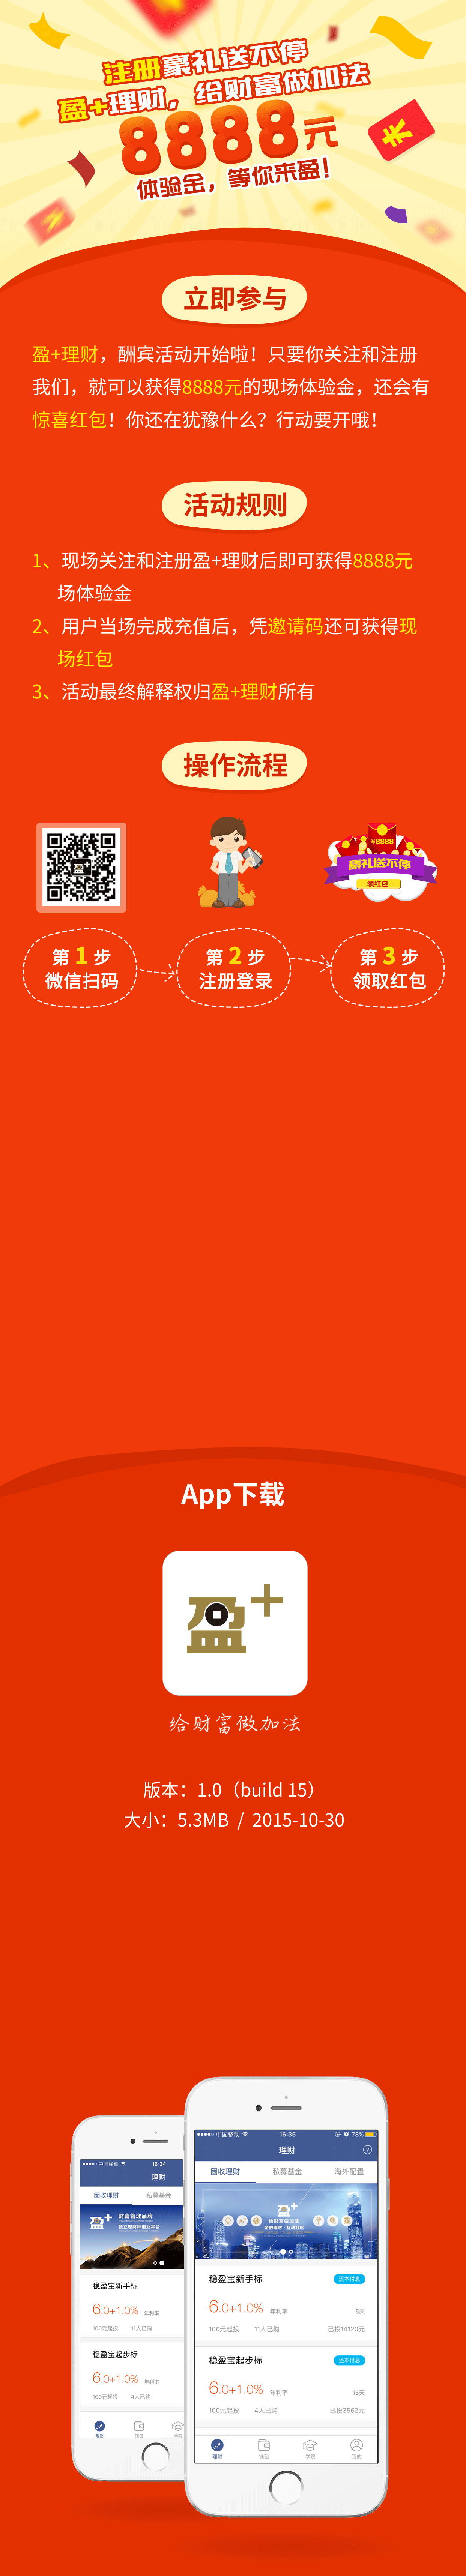 注册豪礼送不停
盈+理财，给财富做加法
8888元
体验金，等你来盈！
立即参与
盈+理财，酬宾活动开始啦！只要你关注和注册
我们，就可以获得8888元的现场体验金，还会有
惊喜红包！你还在犹豫什么？行动要开哦！
活动规则
1、现场关注和注册盈+理财后即可获得8888元
场体验金
2、用户当场完成充值后，凭邀请码还可获得现
场红包
3、活动最终解释权归盈+理财所有
操作流程
盈
¥8888
豪礼送不停
领红包
第 1 步
微信扫码
第 2 步
注册登录
第 3 步
领取红包
App下载
盈+
给财富做加法
版本：1.0（build 15）
大小：5.3MB / 2015-10-30
中国移动 16:35 78%
理财
固收理财 私募基金 海外配置
盈+
给财富做加法
稳盈宝新手标 还本付息
6.0+1.0% 年利率 5天
100元起投 11人已购 已投14120元
稳盈宝起步标 还本付息
6.0+1.0% 年利率 15天
100元起投 4人已购 已投3562元
理财 钱包 学院 我的
中国移动 16:34
理财
固收理财 私募基金
盈+ 财富管理品牌
独立理财师创业平台
稳盈宝新手标
6.0+1.0% 年利率
100元起投 11人已购
稳盈宝起步标
6.0+1.0% 年利率
100元起投 4人已购
理财 钱包 学院